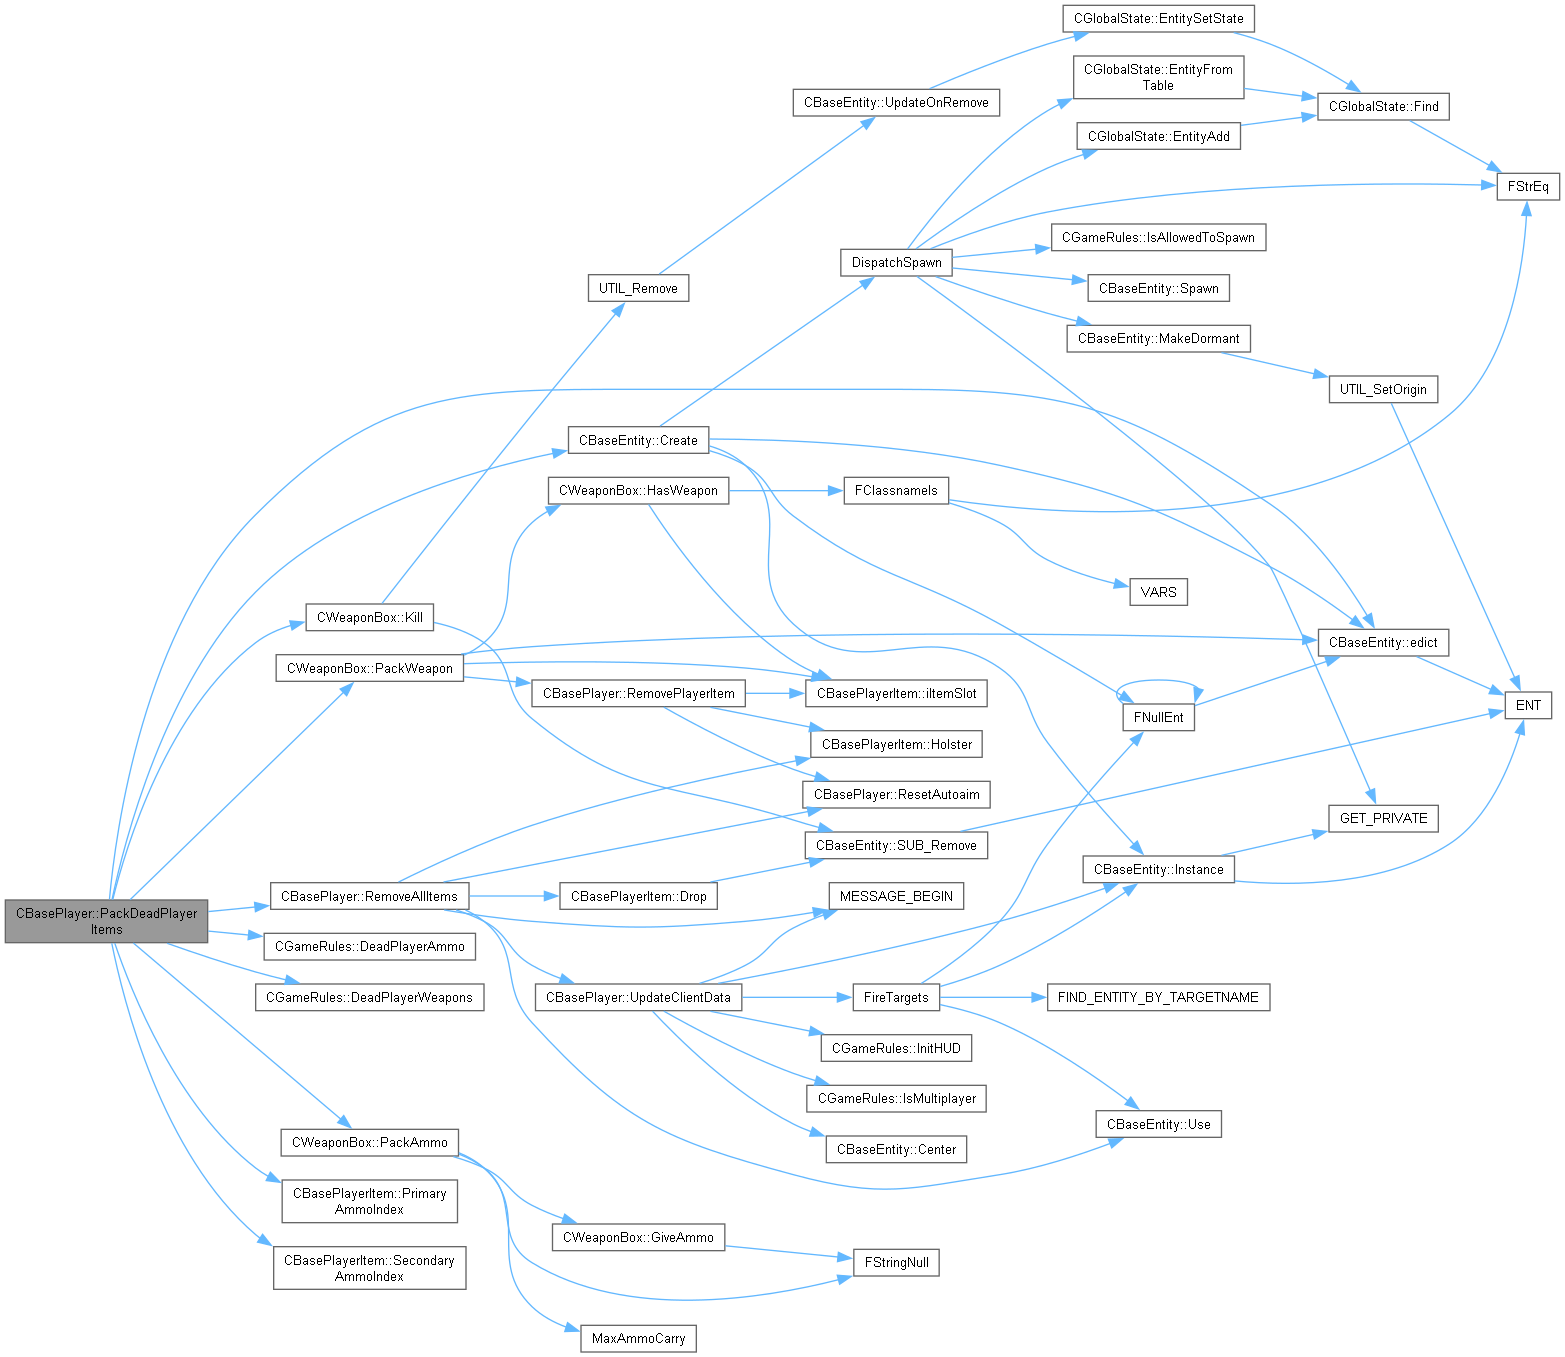 CGlobalState::EntitySetState
CGlobalState::EntityFrom
Table
CBaseEntity::UpdateOnRemove
CGlobalState::Find
CGlobalState::EntityAdd
FStrEq
CGameRules::IsAllowedToSpawn
DispatchSpawn
UTIL_Remove
CBaseEntity::Spawn
CBaseEntity::MakeDormant
UTIL_SetOrigin
CBaseEntity::Create
CWeaponBox::HasWeapon
FClassnameIs
VARS
CWeaponBox::Kill
CBaseEntity::edict
CWeaponBox::PackWeapon
CBasePlayer::RemovePlayerItem
CBasePlayerItem::iItemSlot
ENT
FNullEnt
CBasePlayerItem::Holster
CBasePlayer::ResetAutoaim
GET_PRIVATE
CBaseEntity::SUB_Remove
CBaseEntity::Instance
CBasePlayer::RemoveAllItems
CBasePlayerItem::Drop
MESSAGE_BEGIN
CBasePlayer::PackDeadPlayer
Items
CGameRules::DeadPlayerAmmo
CGameRules::DeadPlayerWeapons
CBasePlayer::UpdateClientData
FireTargets
FIND_ENTITY_BY_TARGETNAME
CGameRules::InitHUD
CGameRules::IsMultiplayer
CBaseEntity::Use
CWeaponBox::PackAmmo
CBaseEntity::Center
CBasePlayerItem::Primary
AmmoIndex
CWeaponBox::GiveAmmo
CBasePlayerItem::Secondary
AmmoIndex
FStringNull
MaxAmmoCarry